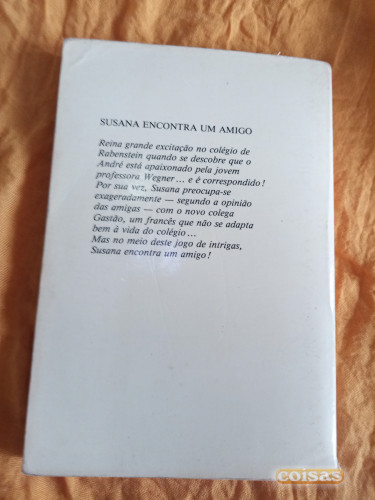 SUSANA ENCONTRA UM AMIGO
Reina grande excitação no colégio de
Rabenstein quando se descobre que o
André está apaixonado pela jovem
professora Wegner... e é correspondido!
Por sua vez, Susana preocupa-se
exageradamente — segundo a opinião
das amigas — com o novo colega
Gastão, um francês que não se adapta
bem à vida do colégio...
Mas no meio deste jogo de intrigas,
Susana encontra um amigo!
coisas